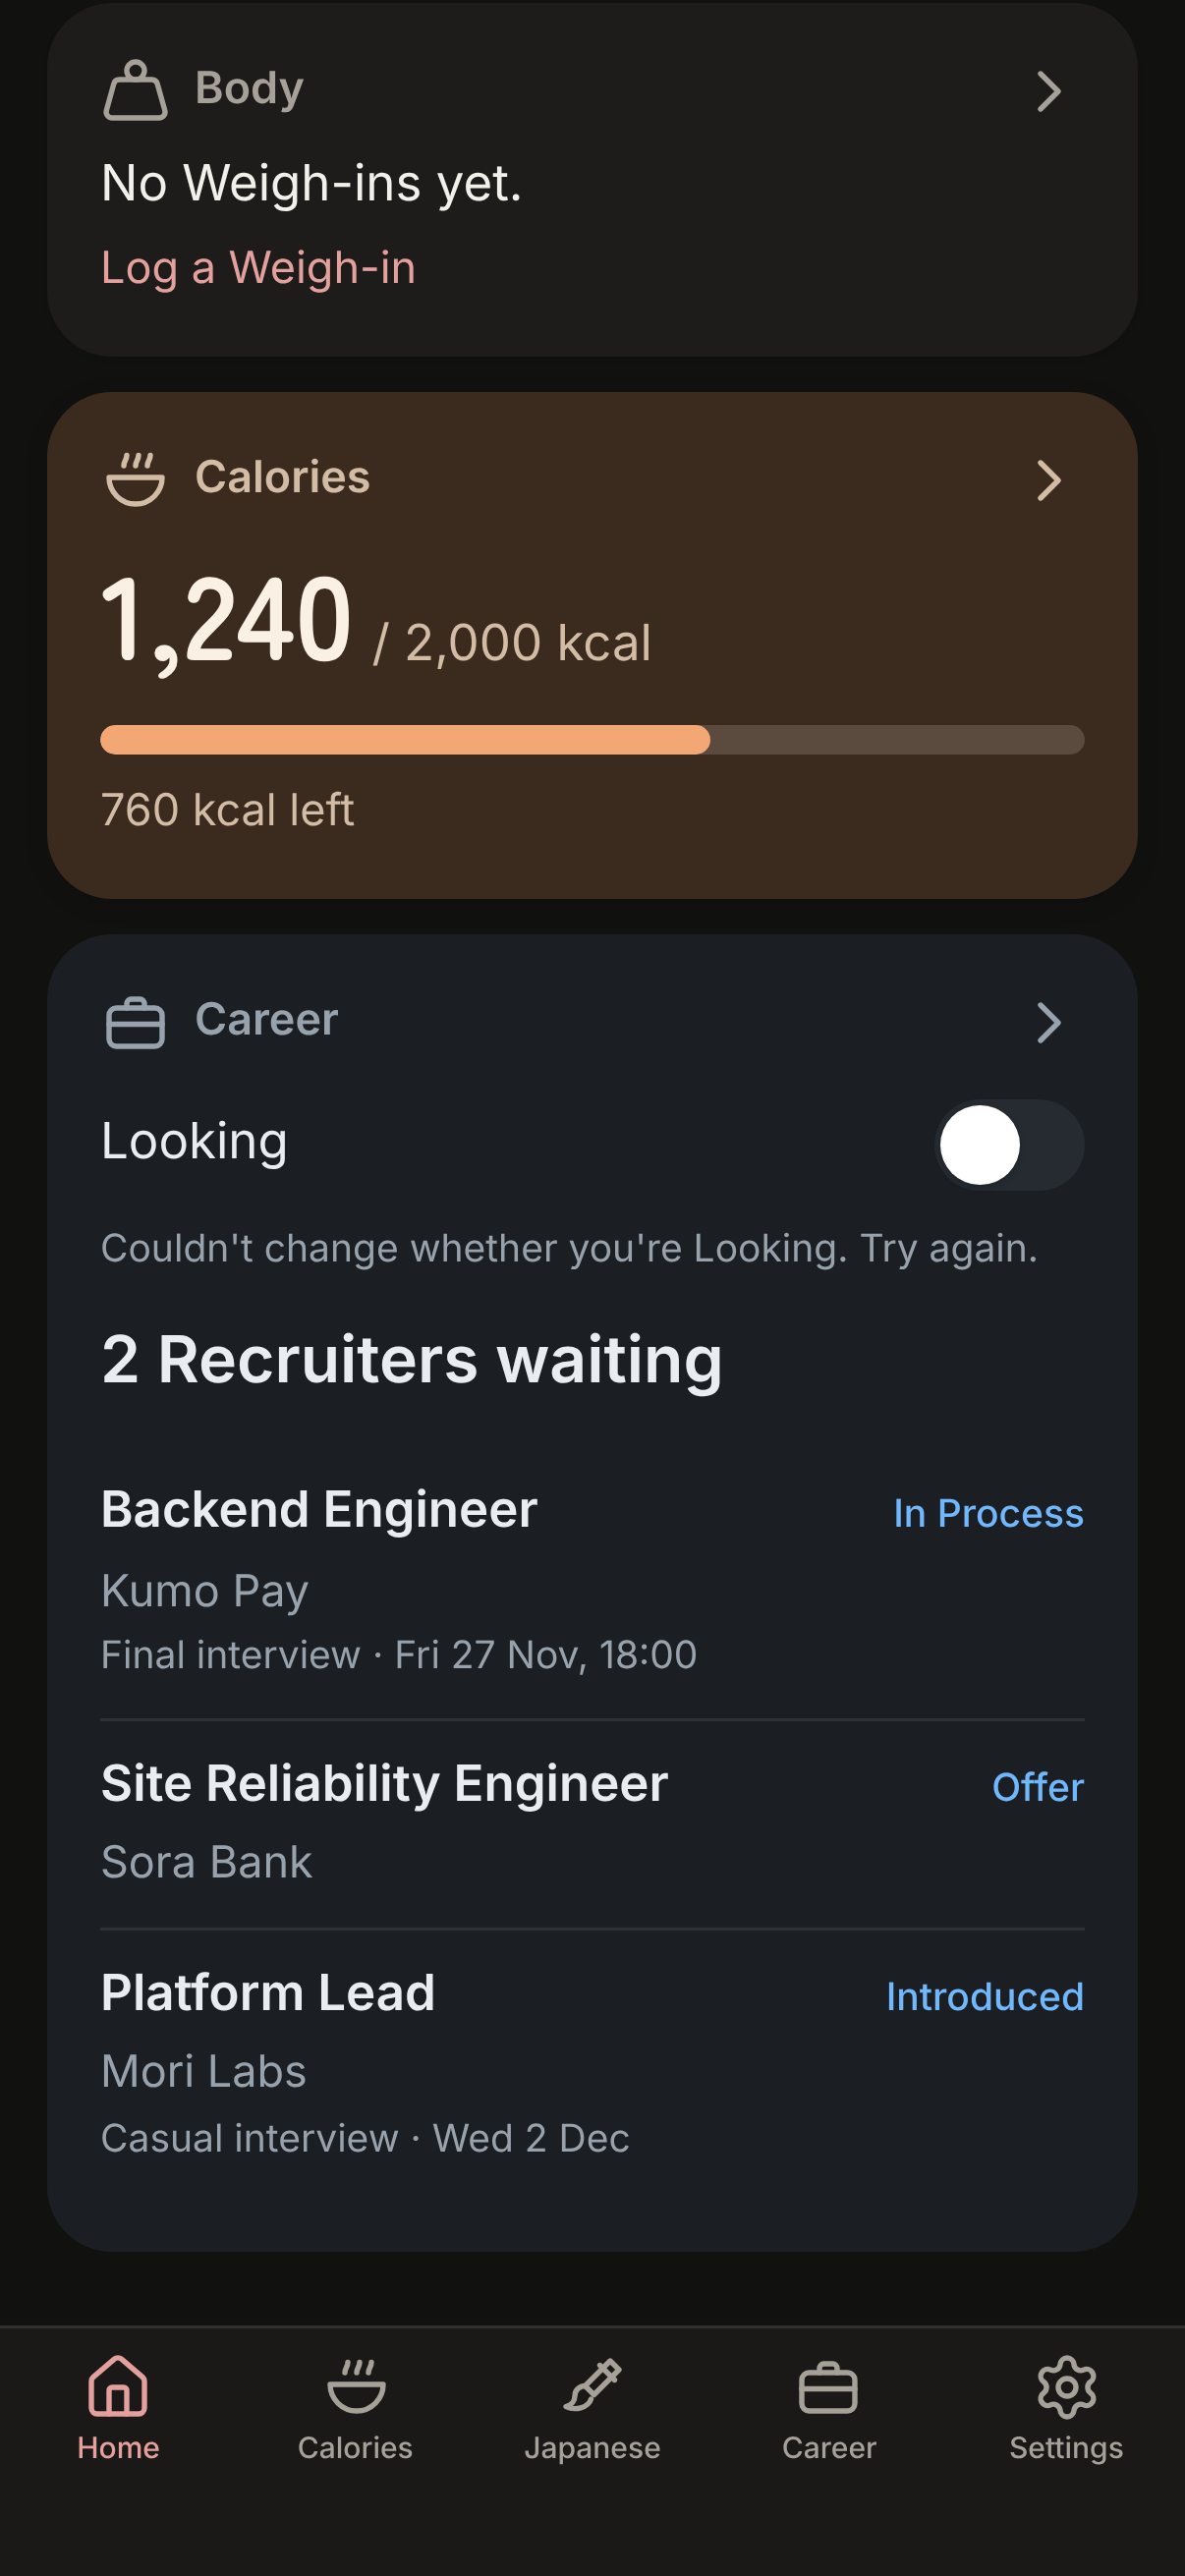 Body
No Weigh-ins yet.
Log a Weigh-in
Calories
1,240 / 2,000 kcal
760 kcal left
Career
Looking
Couldn't change whether you're Looking. Try again.
2 Recruiters waiting
Backend Engineer In Process
Kumo Pay
Final interview · Fri 27 Nov, 18:00
Site Reliability Engineer Offer
Sora Bank
Platform Lead Introduced
Mori Labs
Casual interview · Wed 2 Dec
Home Calories Japanese Career Settings